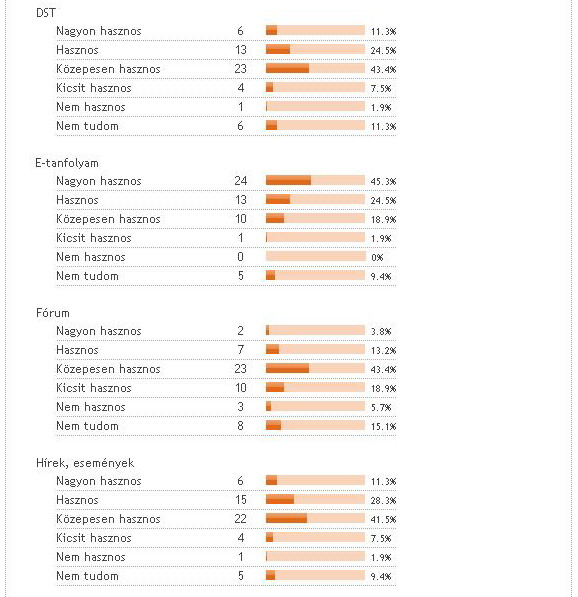 DST
Nagyon hasznos 6 11.3%
Hasznos 13 24.5%
Közepesen hasznos 23 43.4%
Kicsit hasznos 4 7.5%
Nem hasznos 1 1.9%
Nem tudom 6 11.3%
E-tanfolyam
Nagyon hasznos 24 45.3%
Hasznos 13 24.5%
Közepesen hasznos 10 18.9%
Kicsit hasznos 1 1.9%
Nem hasznos 0 0%
Nem tudom 5 9.4%
Fórum
Nagyon hasznos 2 3.8%
Hasznos 7 13.2%
Közepesen hasznos 23 43.4%
Kicsit hasznos 10 18.9%
Nem hasznos 3 5.7%
Nem tudom 8 15.1%
Hírek, események
Nagyon hasznos 6 11.3%
Hasznos 15 28.3%
Közepesen hasznos 22 41.5%
Kicsit hasznos 4 7.5%
Nem hasznos 1 1.9%
Nem tudom 5 9.4%